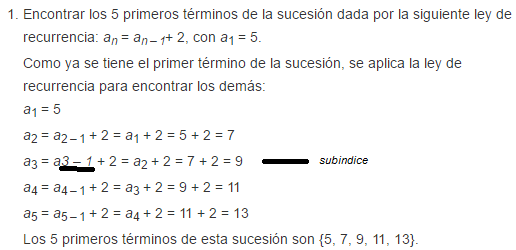 1. Encontrar los 5 primeros términos de la sucesión dada por la siguiente ley de
recurrencia: aₙ = aₙ₋₁+ 2, con a₁ = 5.
Como ya se tiene el primer término de la sucesión, se aplica la ley de
recurrencia para encontrar los demás:
a₁ = 5
a₂ = a₂₋₁ + 2 = a₁ + 2 = 5 + 2 = 7
a₃ = a3 – 1 + 2 = a₂ + 2 = 7 + 2 = 9 subindice
a₄ = a₄₋₁ + 2 = a₃ + 2 = 9 + 2 = 11
a₅ = a₅₋₁ + 2 = a₄ + 2 = 11 + 2 = 13
Los 5 primeros términos de esta sucesión son {5, 7, 9, 11, 13}.